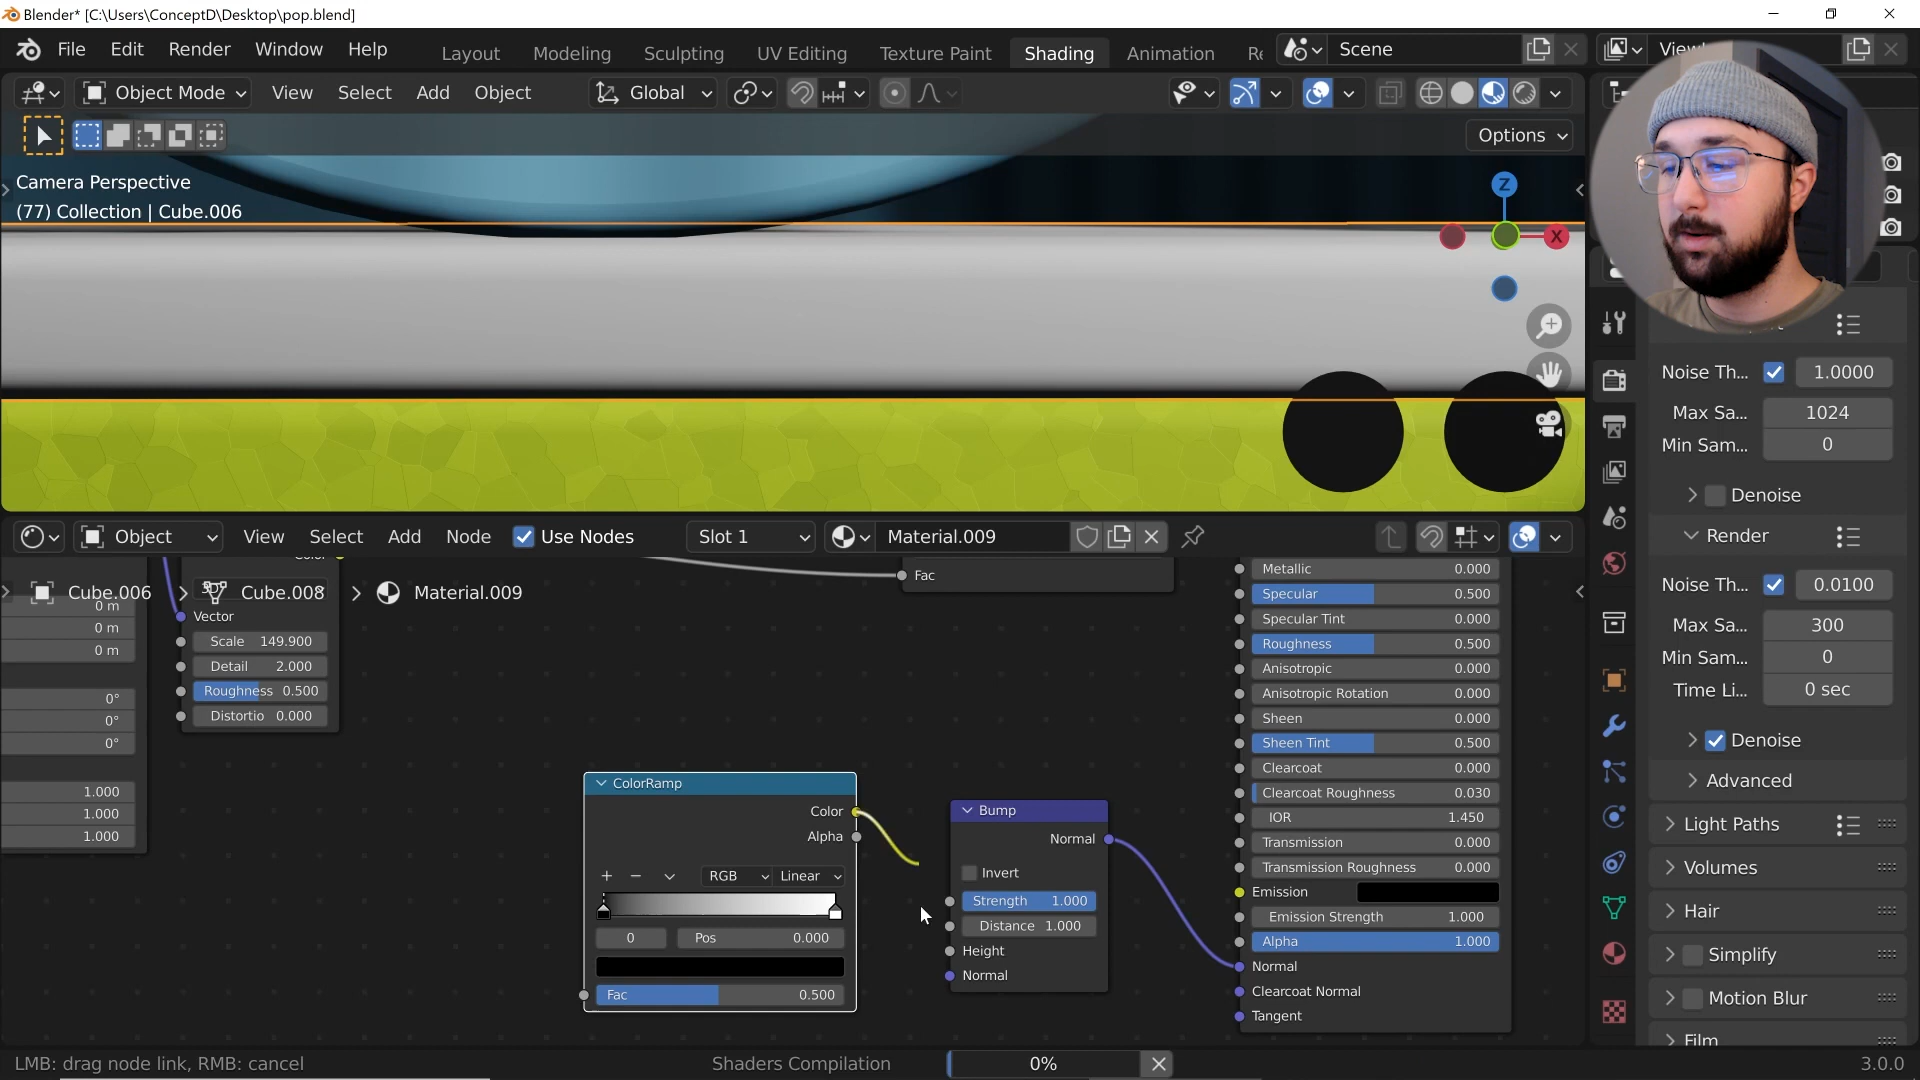 Blender* [C:\Users\ConceptD\Desktop\pop.blend]
File Edit Render Window Help
Layout Modeling Sculpting UV Editing Texture Paint Shading Animation Re
Scene
View
Object Mode View Select Add Object Global
Options
Camera Perspective
(77) Collection | Cube.006
Z
X
Noise Th... 1.0000
Max Sa... 1024
Min Sam... 0
Denoise
Render
Noise Th... 0.0100
Max Sa... 300
Min Sam... 0
Time Li... 0 sec
Denoise
Advanced
Light Paths
Volumes
Hair
Simplify
Motion Blur
Film
Object View Select Add Node Use Nodes Slot 1 Material.009
Cube.006 Cube.008 Material.009
0 m
0 m
0 m
0°
0°
0°
1.000
1.000
1.000
Color
3D
Vector
Scale 149.900
Detail 2.000
Roughness 0.500
Distortio 0.000
Fac
ColorRamp
Color
Alpha
+ − RGB Linear
0 Pos 0.000
Fac 0.500
Bump
Normal
Invert
Strength 1.000
Distance 1.000
Height
Normal
Metallic 0.000
Specular 0.500
Specular Tint 0.000
Roughness 0.500
Anisotropic 0.000
Anisotropic Rotation 0.000
Sheen 0.000
Sheen Tint 0.500
Clearcoat 0.000
Clearcoat Roughness 0.030
IOR 1.450
Transmission 0.000
Transmission Roughness 0.000
Emission
Emission Strength 1.000
Alpha 1.000
Normal
Clearcoat Normal
Tangent
LMB: drag node link, RMB: cancel
Shaders Compilation 0%
3.0.0